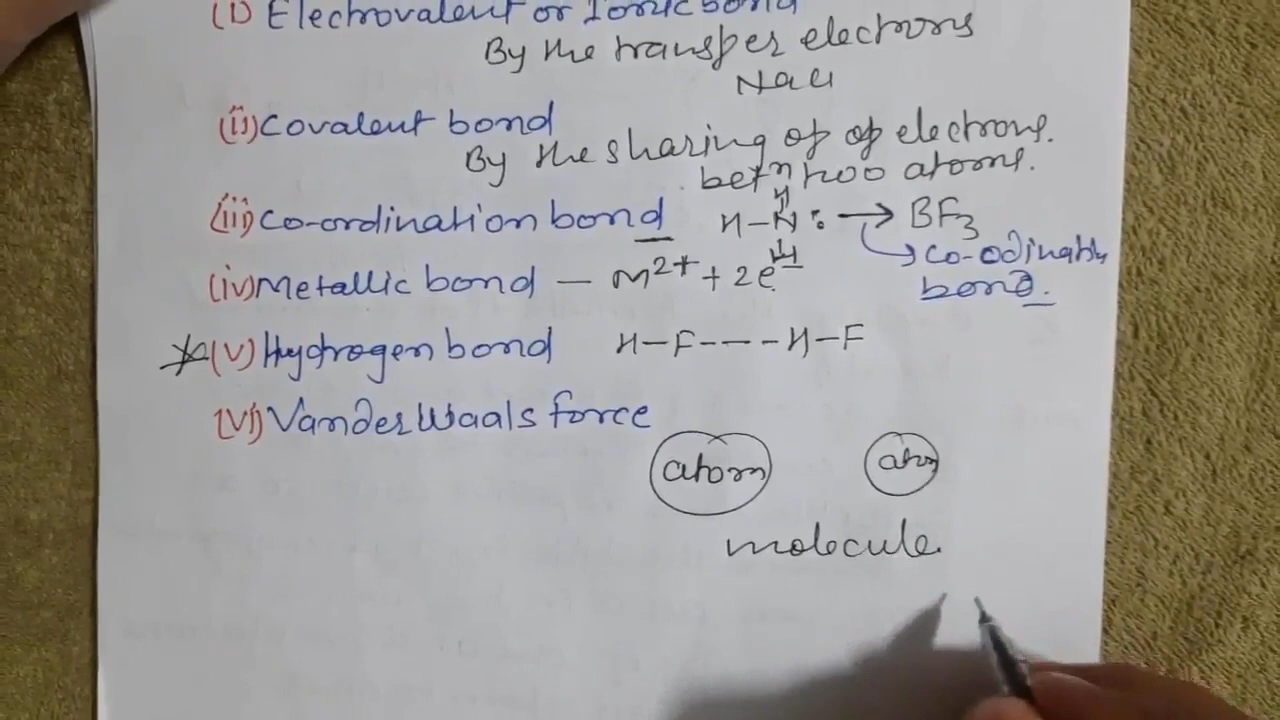 (i) Electrovalent or Ionic bond
By the transfer electrons
NaCl
(ii) Covalent bond
By the sharing of of electrons.
betn two atoms.
H
(iii) Co-ordination bond H-N: → BF3
H
Co-odinatly
bond.
(iv) Metallic bond - M2+ + 2e-
(v) Hydrogen bond H-F----H-F
(vi) Vander Waals force
atom atom
molecule.